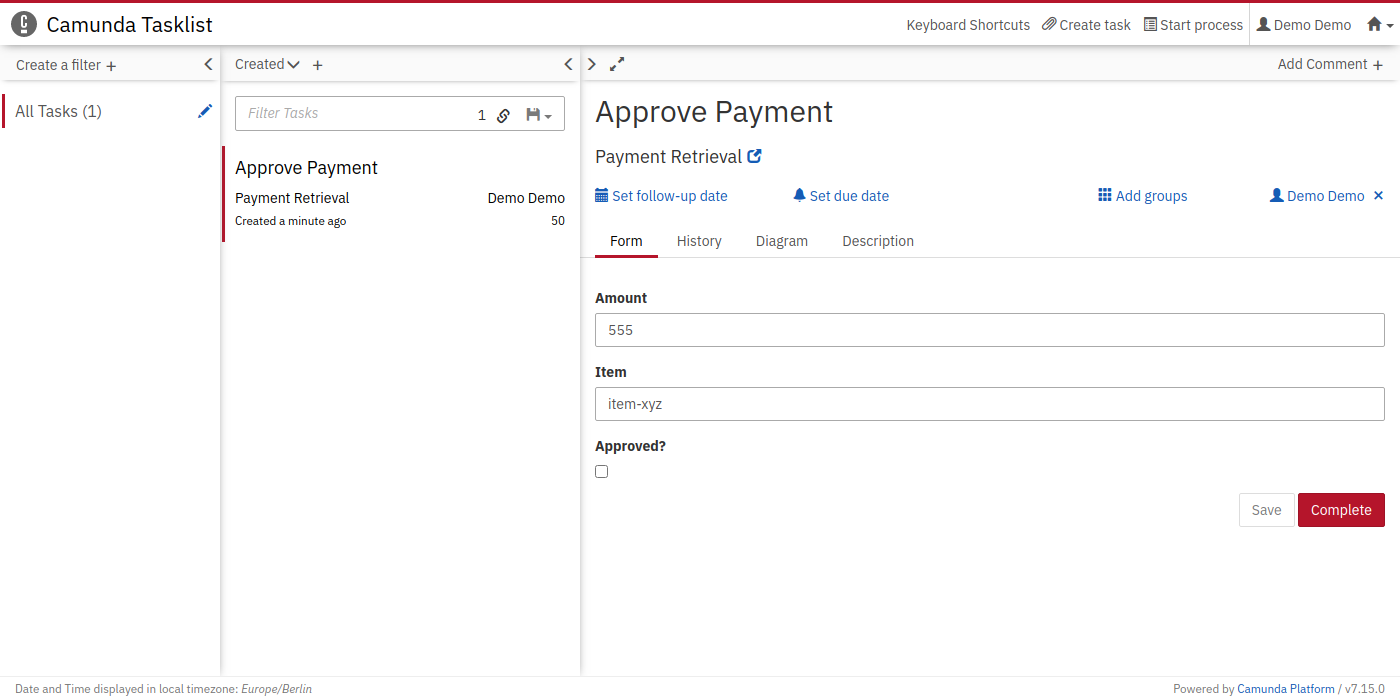 Camunda Tasklist
Keyboard Shortcuts Create task Start process Demo Demo
Create a filter +
All Tasks (1)
Created +
Filter Tasks 1
Approve Payment
Payment Retrieval Demo Demo
Created a minute ago 50
Add Comment +
Approve Payment
Payment Retrieval
Set follow-up date Set due date Add groups Demo Demo ×
Form History Diagram Description
Amount
555
Item
item-xyz
Approved?
Save Complete
Date and Time displayed in local timezone: Europe/Berlin
Powered by Camunda Platform / v7.15.0